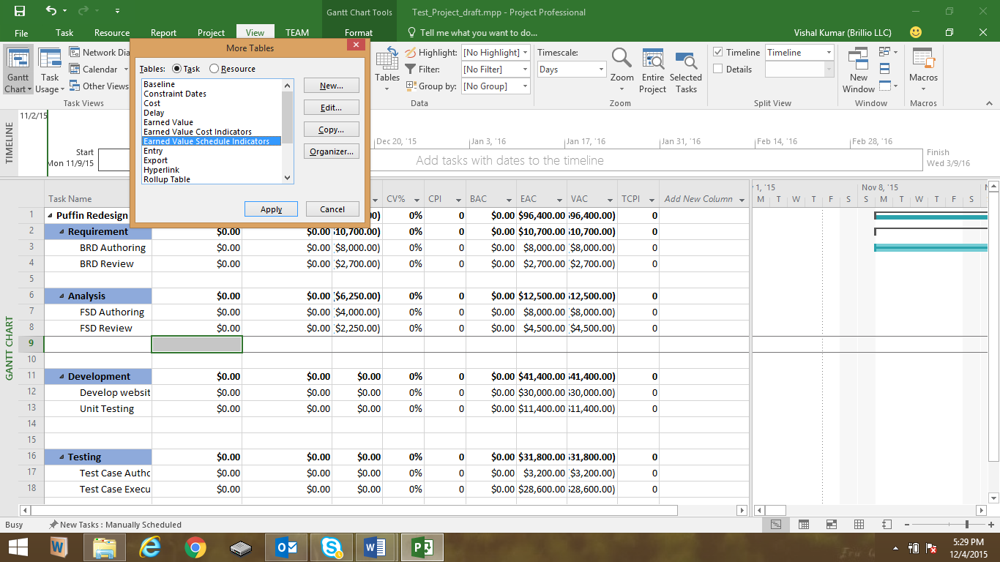 Gantt Chart Tools
Test_Project_draft.mpp - Project Professional
File Task Resource Report Project View TEAM Format Tell me what you want to do... Vishal Kumar (Brillio LLC)
Gantt
Chart
Task
Usage
Network Dia
Calendar
Other Views
Task Views
Tables
Highlight: [No Highlight]
Filter: [No Filter]
Group by: [No Group]
Data
Timescale:
Days
Zoom
Entire
Project
Selected
Tasks
Zoom
Timeline Timeline
Details
Split View
New
Window
Window
Macros
Macros
More Tables
Tables: Task Resource
Baseline
Constraint Dates
Cost
Delay
Earned Value
Earned Value Cost Indicators
Earned Value Schedule Indicators
Entry
Export
Hyperlink
Rollup Table
New...
Edit...
Copy...
Organizer...
Apply Cancel
TIMELINE
11/2/15
Dec 20, '15 Jan 3, '16 Jan 17, '16 Jan 31, '16 Feb 14, '16 Feb 28, '16
Start
Mon 11/9/15
Add tasks with dates to the timeline
Finish
Wed 3/9/16
GANTT CHART
Task Name CV% CPI BAC EAC VAC TCPI Add New Column
1, '15 Nov 8, '15
M T W T F S S M T W T F S
1 Puffin Redesign 00) 0% 0 $0.00 $96,400.00 $96,400.00) 0
2 Requirement $0.00 $0.00 10,700) 0% 0 $0.00 $10,700.00 10,700.00) 0
3 BRD Authoring $0.00 $0.00 ($8,000.00) 0% 0 $0.00 $8,000.00 ($8,000.00) 0
4 BRD Review $0.00 $0.00 ($2,700.00) 0% 0 $0.00 $2,700.00 ($2,700.00) 0
5
6 Analysis $0.00 $0.00 ($6,250.00) 0% 0 $0.00 $12,500.00 12,500.00) 0
7 FSD Authoring $0.00 $0.00 ($4,000.00) 0% 0 $0.00 $8,000.00 ($8,000.00) 0
8 FSD Review $0.00 $0.00 ($2,250.00) 0% 0 $0.00 $4,500.00 ($4,500.00) 0
9
10
11 Development $0.00 $0.00 $0.00 0% 0 $0.00 $41,400.00 41,400.00) 0
12 Develop websit $0.00 $0.00 $0.00 0% 0 $0.00 $30,000.00 30,000.00) 0
13 Unit Testing $0.00 $0.00 $0.00 0% 0 $0.00 $11,400.00 11,400.00) 0
14
15
16 Testing $0.00 $0.00 $0.00 0% 0 $0.00 $31,800.00 31,800.00) 0
17 Test Case Autho $0.00 $0.00 $0.00 0% 0 $0.00 $3,200.00 ($3,200.00) 0
18 Test Case Execu $0.00 $0.00 $0.00 0% 0 $0.00 $28,600.00 28,600.00) 0
Busy New Tasks : Manually Scheduled
5:29 PM
12/4/2015